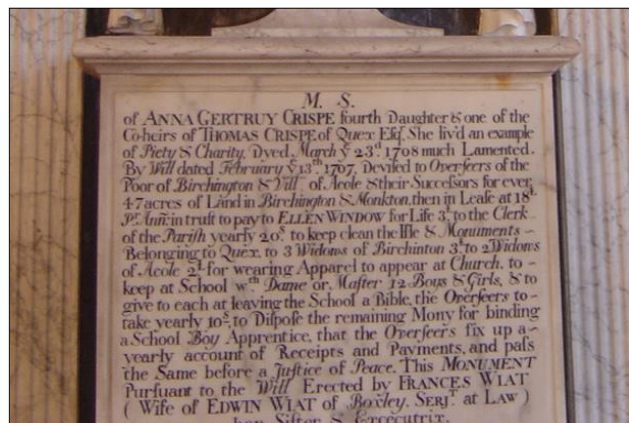 M. S.
of ANNA GERTRUY CRISPE fourth Daughter & one of the
Coheirs of THOMAS CRISPE of Quex Esq. She liv'd an example
of Piety & Charity. Dyed March yᵉ 23ᵈ 1708 much Lamented.
By Will dated February yᵉ 13ᵗʰ 1707, Devised to Overseers of the
Poor of Birchington & Vill of Acole & their Successors for ever
47 acres of Land in Birchington & Monkton, then in Lease at 18ˡ
Pʳ Anñ: in trust to pay to ELLEN WINDOW for Life 3ˡ, to the Clerk
of the Parish yearly 20ˢ to keep clean the Isle & Monuments
Belonging to Quex, to 3 Widows of Birchinton 3ˡ, to 2 Widows
of Acole 2ˡ for wearing Apparel to appear at Church, to
keep at School wᵗʰ Dame or Master 12 Boys & Girls, & to
give to each at leaving the School a Bible, the Overseers to
take yearly 10ˢ, to Dispose the remaining Mony for binding
a School Boy Apprentice, that the Overseers fix up a
yearly account of Receipts and Payments, and pass
the Same before a Justice of Peace. This MONUMENT
Pursuant to the Will Erected by FRANCES WIAT
( Wife of EDWIN WIAT of Boxley. SERJᵀ at LAW )
her Sister & Executrix.